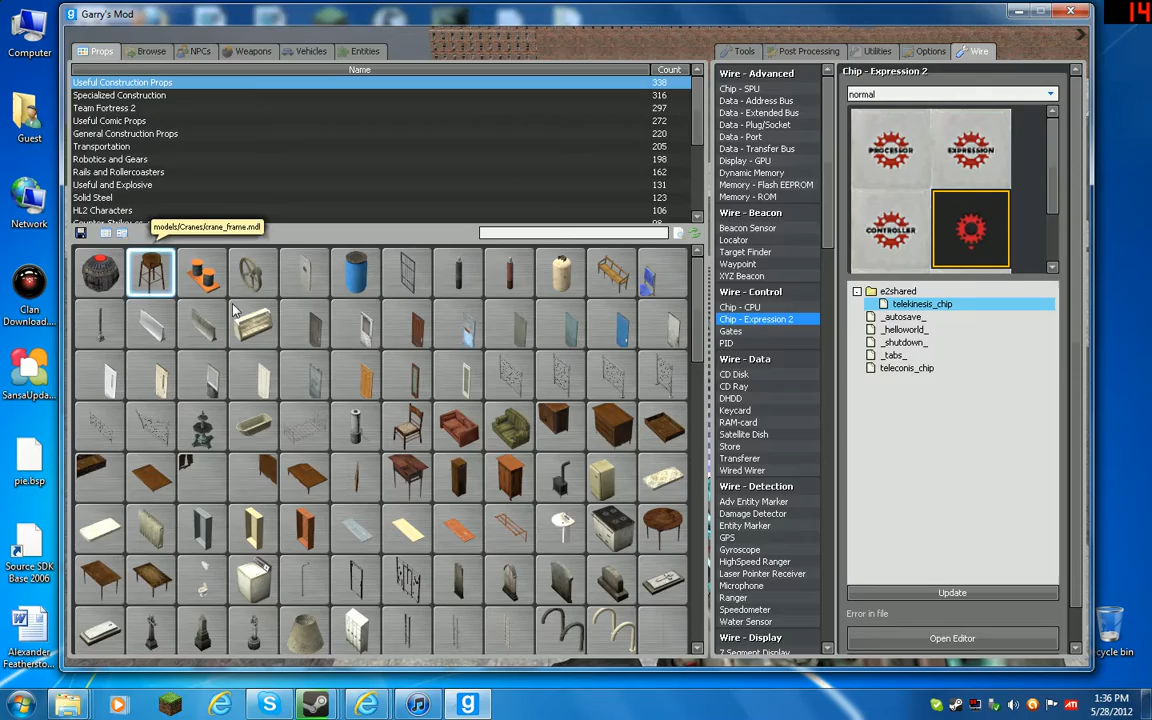 Garry's Mod
14
Computer
Guest
Network
Clan
Download...
SansaUpda...
pie.bsp
Source SDK
Base 2006
Alexander
Feathersto...
Props
Browse
NPCs
Weapons
Vehicles
Entities
Name
Count
Useful Construction Props
338
Specialized Construction
316
Team Fortress 2
297
Useful Comic Props
272
General Construction Props
220
Transportation
205
Robotics and Gears
198
Rails and Rollercoasters
162
Useful and Explosive
131
Solid Steel
123
HL2 Characters
106
models/Cranes/crane_frame.mdl
Tools
Post Processing
Utilities
Options
Wire
Wire - Advanced
Chip - SPU
Data - Address Bus
Data - Extended Bus
Data - Plug/Socket
Data - Port
Data - Transfer Bus
Display - GPU
Dynamic Memory
Memory - Flash EEPROM
Memory - ROM
Wire - Beacon
Beacon Sensor
Locator
Target Finder
Waypoint
XYZ Beacon
Wire - Control
Chip - CPU
Chip - Expression 2
Gates
PID
Wire - Data
CD Disk
CD Ray
DHDD
Keycard
RAM-card
Satellite Dish
Store
Transferer
Wired Wirer
Wire - Detection
Adv Entity Marker
Damage Detector
Entity Marker
GPS
Gyroscope
HighSpeed Ranger
Laser Pointer Receiver
Microphone
Ranger
Speedometer
Water Sensor
Wire - Display
7 Segment Display
Chip - Expression 2
normal
PROCESSOR
EXPRESSION
CONTROLLER
e2shared
telekinesis_chip
_autosave_
_helloworld_
_shutdown_
_tabs_
teleconis_chip
Update
Error in file
Open Editor
cycle bin
1:36 PM
5/28/2012